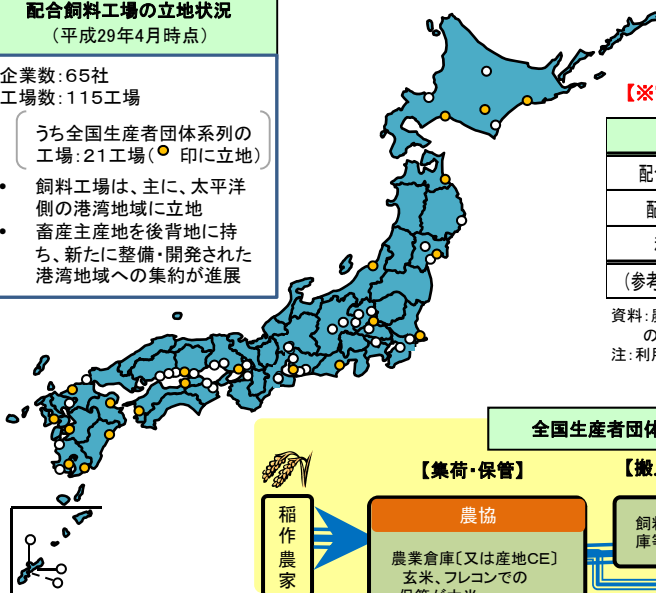 配合飼料工場の立地状況
（平成29年4月時点）
企業数：65社
工場数：115工場
うち全国生産者団体系列の
工場：21工場（ 印に立地）
• 飼料工場は、主に、太平洋
側の港湾地域に立地
• 畜産主産地を後背地に持
ち、新たに整備・開発された
港湾地域への集約が進展
【※
配
（参考
資料：
の
注：利用
全国生産者団体
【集荷・保管】
【搬
稲作農家
農協
農業倉庫〔又は産地CE〕
玄米、フレコンでの
飼料
庫等